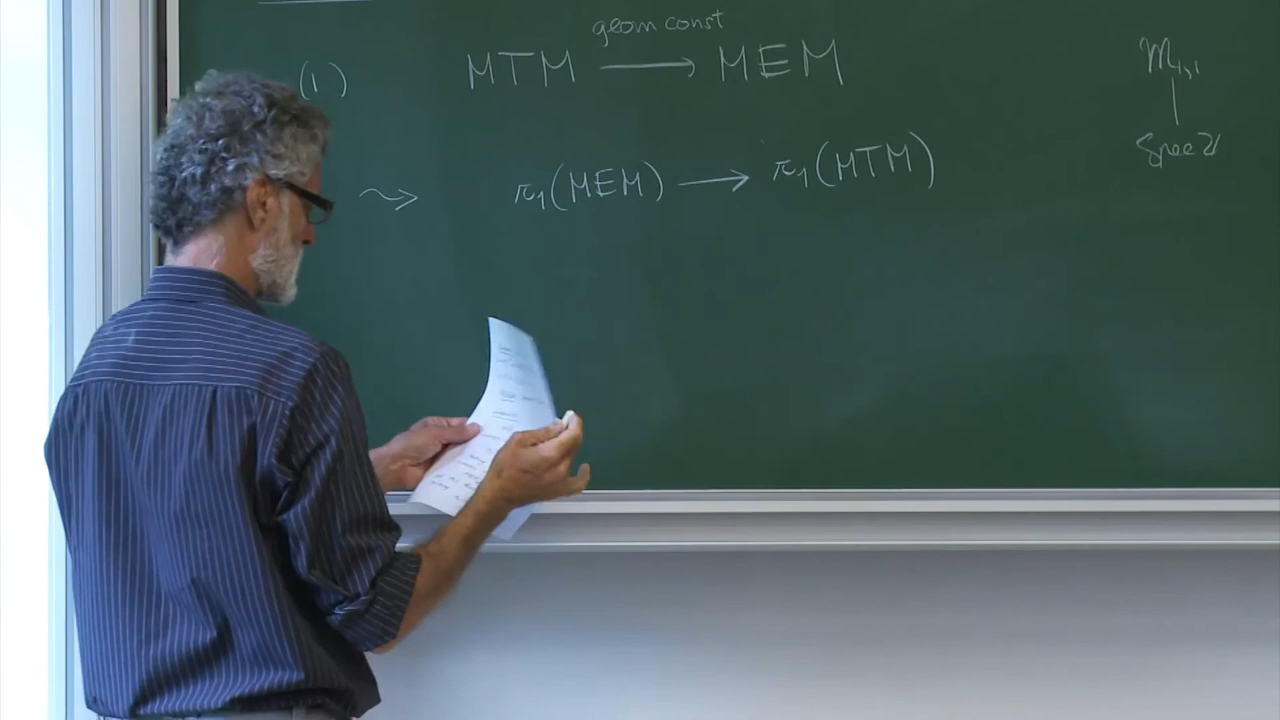 geom const
(1) MTM ⟶ MEM
⇝ π₁(MEM) ⟶ π₁(MTM)
M₁,₁
|
Spec ℤ